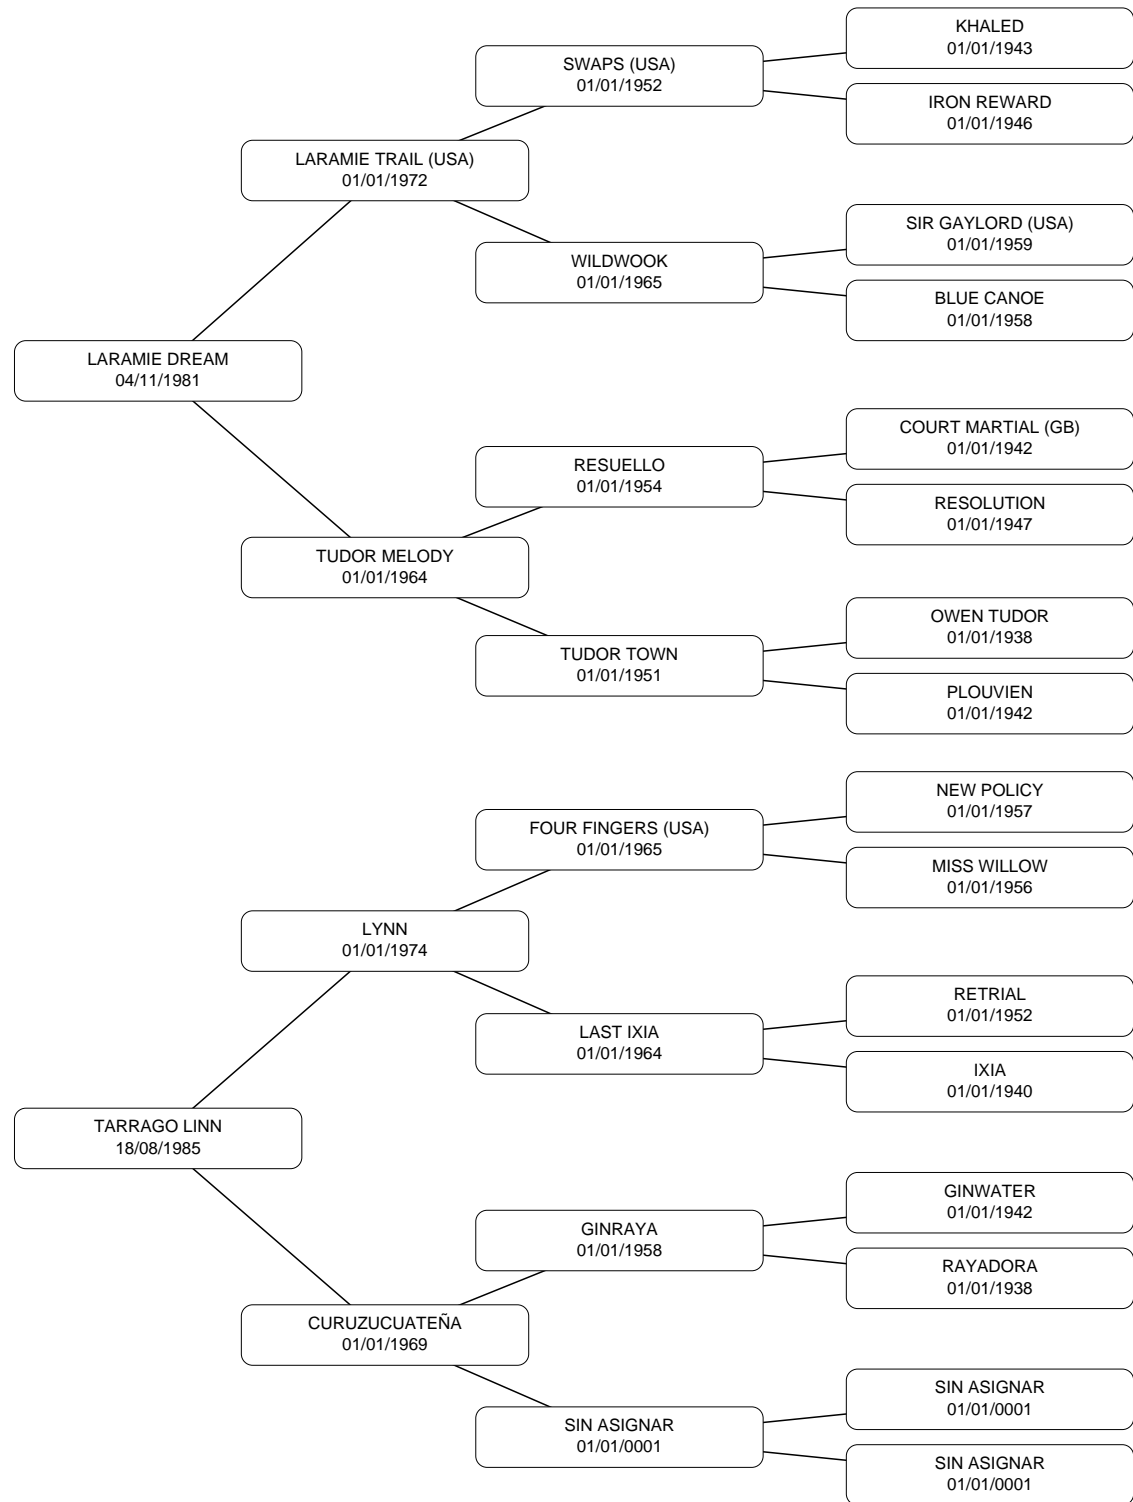 KHALED
01/01/1943
SWAPS (USA)
01/01/1952
IRON REWARD
01/01/1946
LARAMIE TRAIL (USA)
01/01/1972
SIR GAYLORD (USA)
01/01/1959
WILDWOOK
01/01/1965
BLUE CANOE
01/01/1958
LARAMIE DREAM
04/11/1981
COURT MARTIAL (GB)
01/01/1942
RESUELLO
01/01/1954
RESOLUTION
01/01/1947
TUDOR MELODY
01/01/1964
OWEN TUDOR
01/01/1938
TUDOR TOWN
01/01/1951
PLOUVIEN
01/01/1942
NEW POLICY
01/01/1957
FOUR FINGERS (USA)
01/01/1965
MISS WILLOW
01/01/1956
LYNN
01/01/1974
RETRIAL
01/01/1952
LAST IXIA
01/01/1964
IXIA
01/01/1940
TARRAGO LINN
18/08/1985
GINWATER
01/01/1942
GINRAYA
01/01/1958
RAYADORA
01/01/1938
CURUZUCUATEÑA
01/01/1969
SIN ASIGNAR
01/01/0001
SIN ASIGNAR
01/01/0001
SIN ASIGNAR
01/01/0001